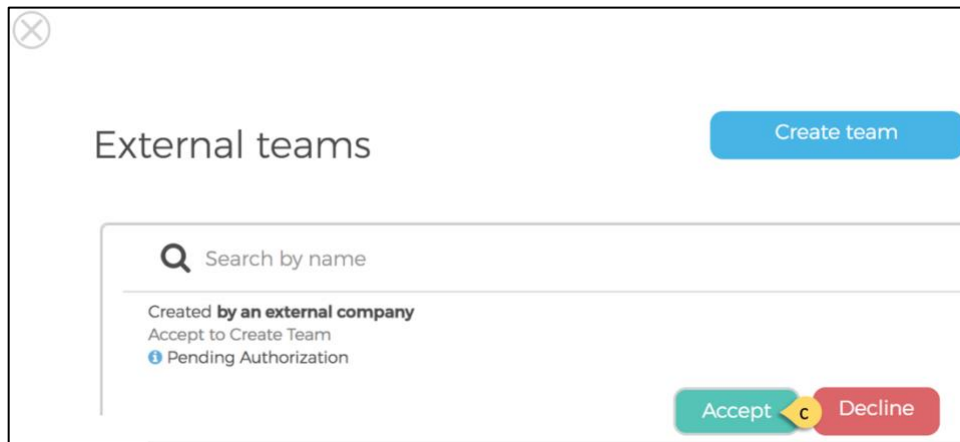 External teams
Create team
Search by name
Created by an external company
Accept to Create Team
Pending Authorization
Accept
c
Decline